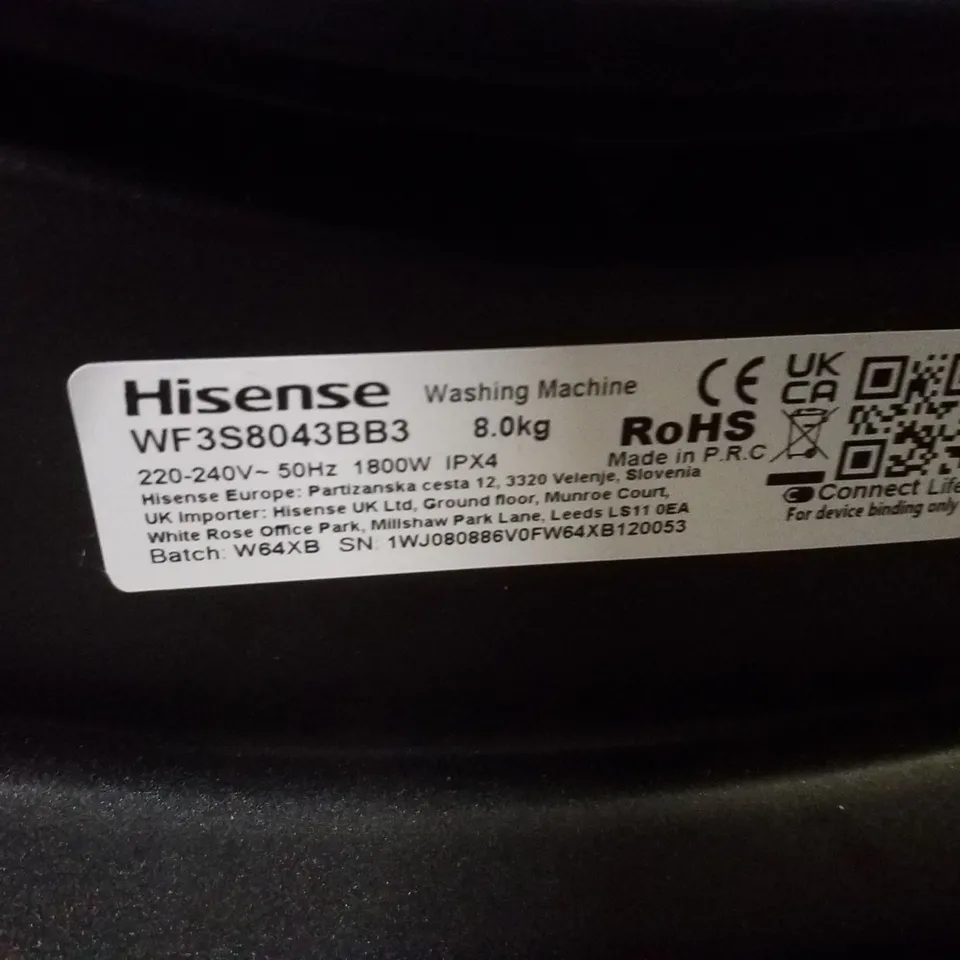 Hisense Washing Machine
WF3S8043BB3 8.0kg
220-240V~ 50Hz 1800W IPX4
Hisense Europe: Partizanska cesta 12, 3320 Velenje, Slovenia
UK Importer: Hisense UK Ltd, Ground floor, Munroe Court,
White Rose Office Park, Millshaw Park Lane, Leeds LS11 0EA
Batch: W64XB SN: 1WJ080886V0FW64XB120053
CE
UK
CA
RoHS
Made in P.R.C
Connect Life
For device binding only